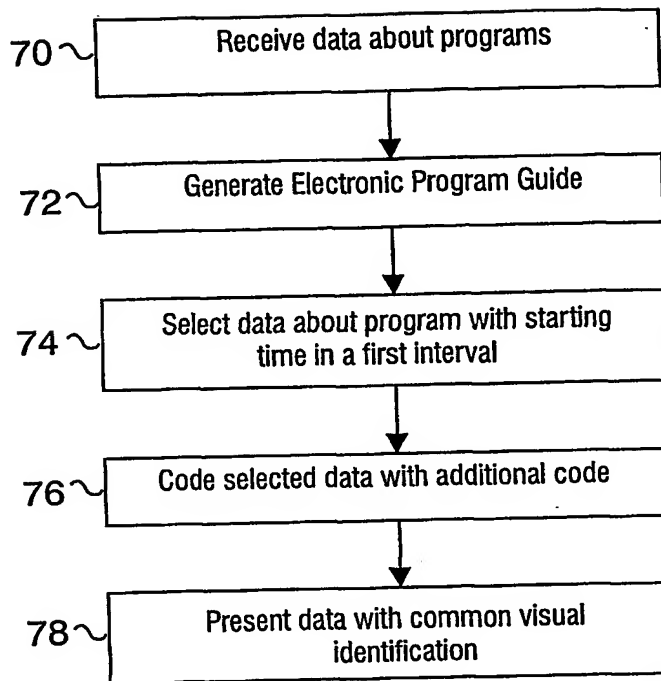 70
Receive data about programs
72
Generate Electronic Program Guide
74
Select data about program with starting
time in a first interval
76
Code selected data with additional code
78
Present data with common visual
identification